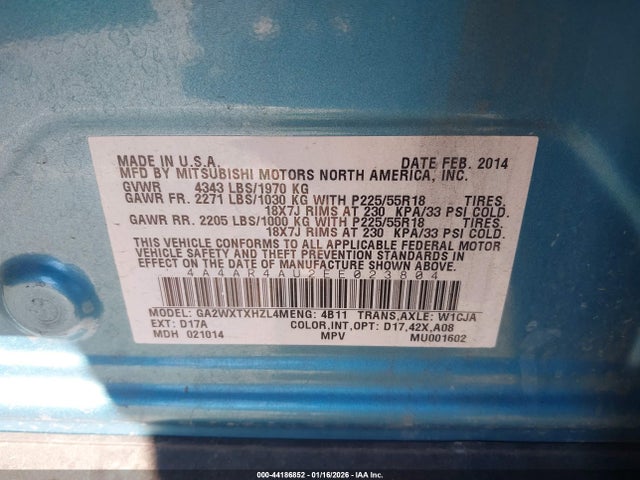 MADE IN U.S.A. DATE FEB. 2014
MFD BY MITSUBISHI MOTORS NORTH AMERICA, INC.
GVWR 4343 LBS/1970 KG
GAWR FR. 2271 LBS/1030 KG WITH P225/55R18 TIRES,
18X7J RIMS AT 230 KPA/33 PSI COLD.
GAWR RR. 2205 LBS/1000 KG WITH P225/55R18 TIRES,
18X7J RIMS AT 230 KPA/33 PSI COLD.
THIS VEHICLE CONFORMS TO ALL APPLICABLE FEDERAL MOTOR
VEHICLE SAFETY AND THEFT PREVENTION STANDARDS IN
EFFECT ON THE DATE OF MANUFACTURE SHOWN ABOVE.
4A4AR4AU2EE023804
MODEL: GA2WXTXHZL4M ENG: 4B11 TRANS,AXLE: W1CJA
EXT: D17A COLOR,INT,OPT: D17,42X,A08
MDH 021014 MPV MU001602
000-44186852 | 01/16/2026 | IAA Inc.